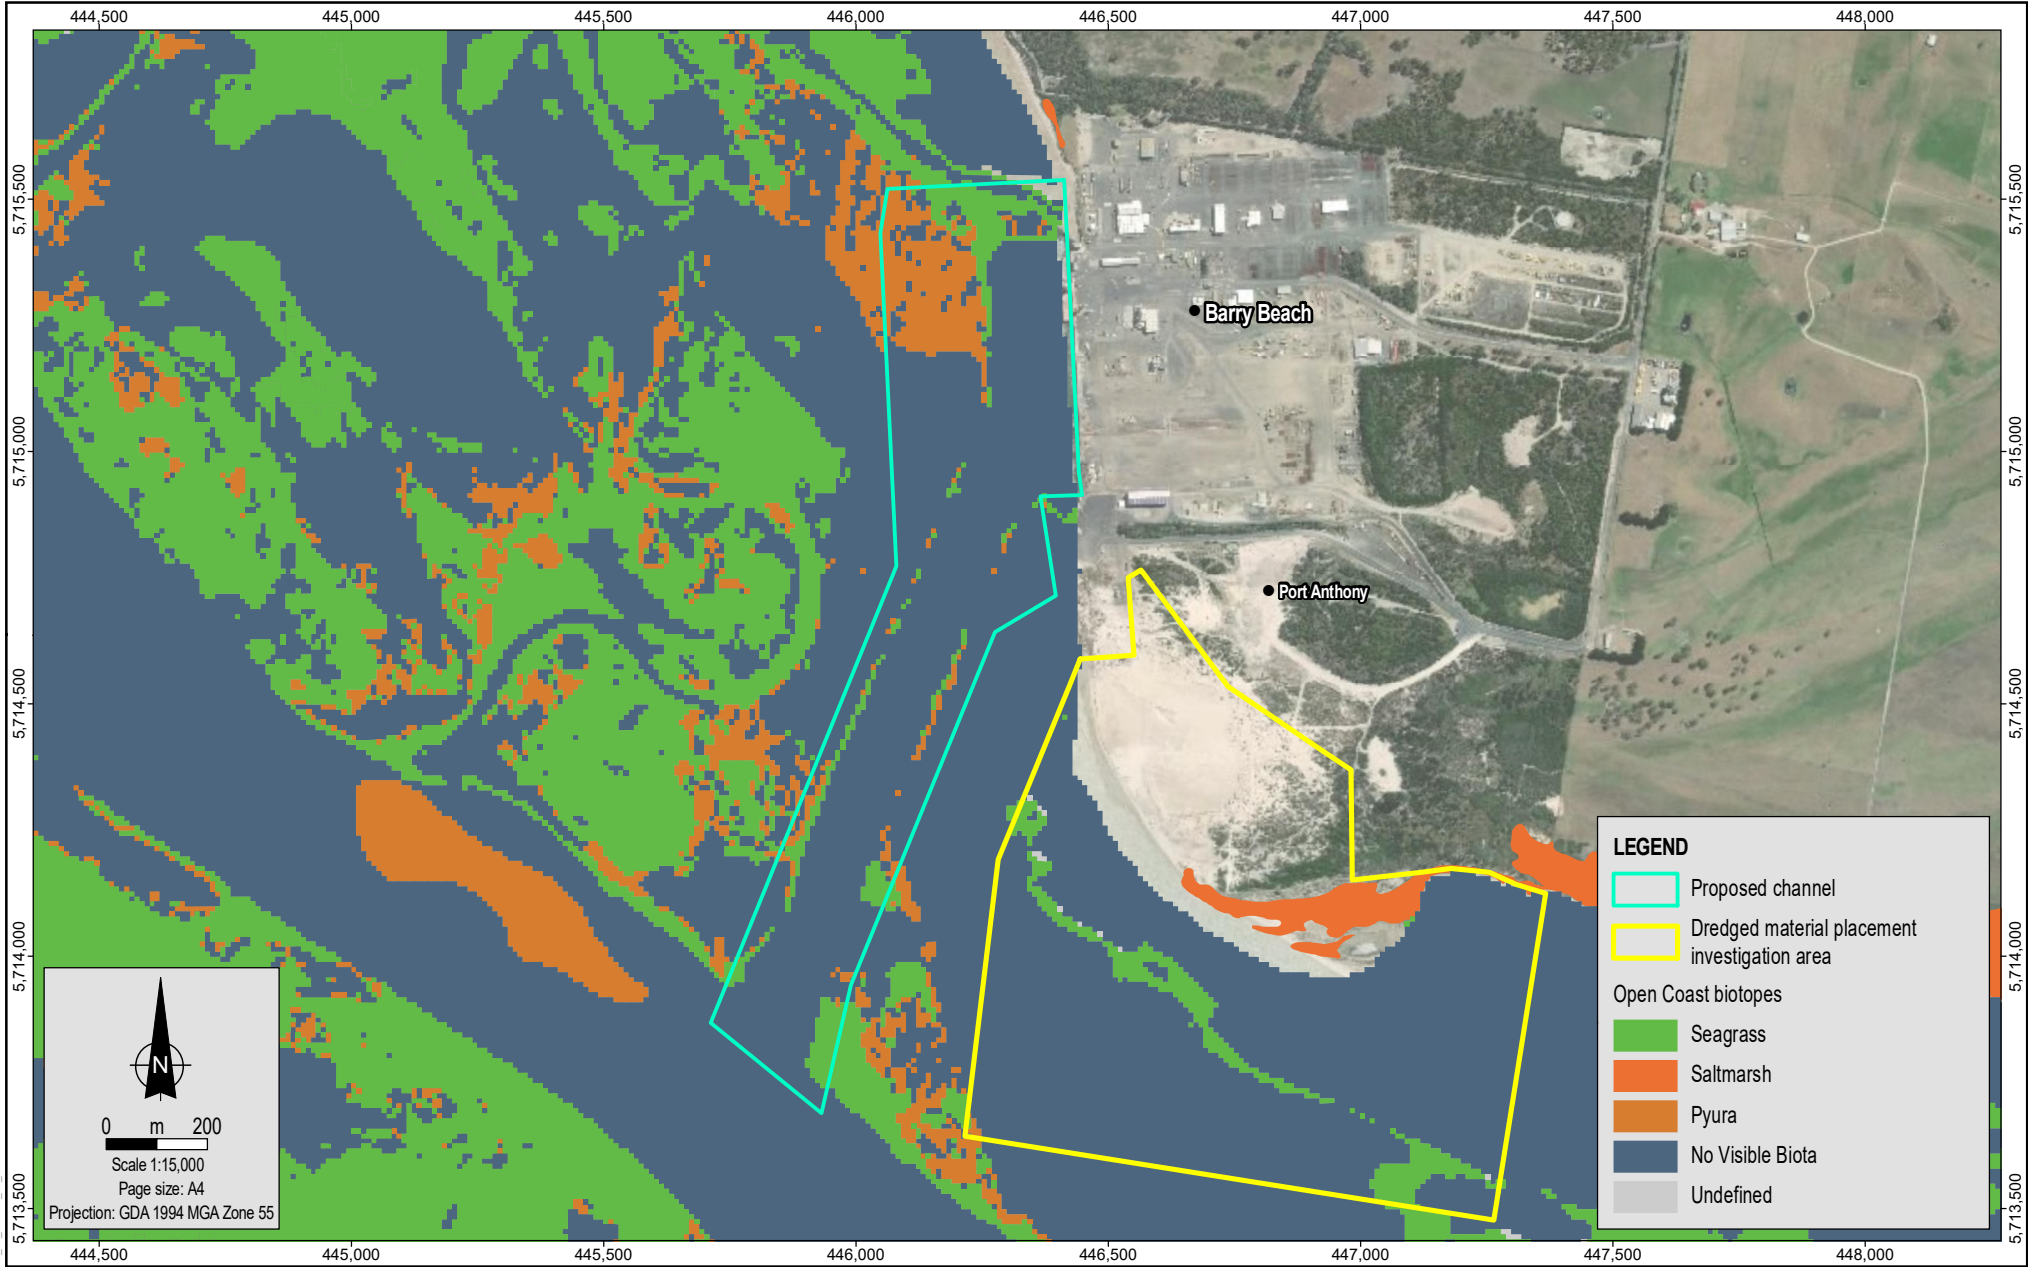 444,500 445,000 445,500 446,000 446,500 447,000 447,500 448,000
5,715,500
5,715,000
5,714,500
5,714,000
5,713,500
Barry Beach
Port Anthony
5,715,500
5,715,000
5,714,500
5,714,000
5,713,500
N
0 m 200
Scale 1:15,000
Page size: A4
Projection: GDA 1994 MGA Zone 55
LEGEND
Proposed channel
Dredged material placement
investigation area
Open Coast biotopes
Seagrass
Saltmarsh
Pyura
No Visible Biota
Undefined
444,500 445,000 445,500 446,000 446,500 447,000 447,500 448,000